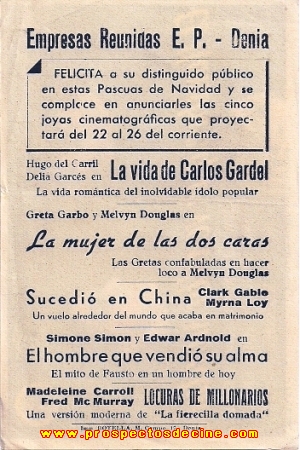 Empresas Reunidas E. P. - Denia
FELICITA a su distinguido público
en estas Pascuas de Navidad y se
complace en anunciarles las cinco
joyas cinematográficas que proyec-
tará del 22 al 26 del corriente.
Hugo del Carril
Delia Garcés en La vida de Carlos Gardel
La vida romántica del inolvidable ídolo popular
Greta Garbo y Melvyn Douglas en
La mujer de las dos caras
Las Gretas confabuladas en hacer
loco a Melvyn Douglas
Sucedió en China Clark Gable
Myrna Loy
Un vuelo alrededor del mundo que acaba en matrimonio
Simone Simon y Edwar Ardnold en
El hombre que vendió su alma
El mito de Fausto en un hombre de hoy
Madeleine Carroll
Fred Mc Murray LOCURAS DE MILLONARIOS
Una versión moderna de "La fierecilla domada"
Imp. BOTELLA, M. Campos, 17 - Denia
www.prospectosdecine.com